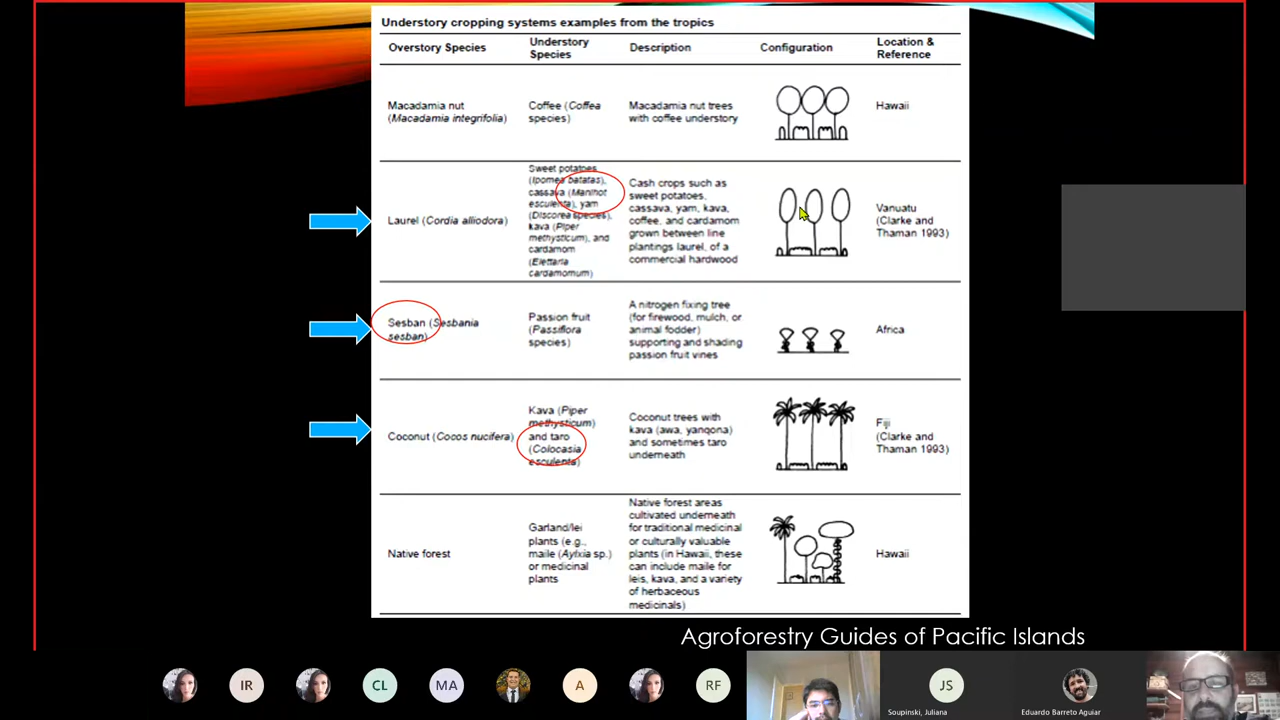 Understory cropping systems examples from the tropics
Overstory Species
Understory
Species
Description
Configuration
Location &
Reference
Macadamia nut
(Macadamia integrifolia)
Coffee (Coffea
species)
Macadamia nut trees
with coffee understory
Hawaii
Laurel (Cordia alliodora)
Sweet potatoes
(Ipomea batatas),
cassava (Manihot
esculenta), yam
(Discorea species),
kava (Piper
methysticum), and
cardamom
(Elettaria
cardamomum)
Cash crops such as
sweet potatoes,
cassava, yam, kava,
coffee, and cardamom
grown between line
plantings laurel, of a
commercial hardwood
Vanuatu
(Clarke and
Thaman 1993)
Sesban (Sesbania
sesban)
Passion fruit
(Passiflora
species)
A nitrogen fixing tree
(for firewood, mulch, or
animal fodder)
supporting and shading
passion fruit vines
Africa
Coconut (Cocos nucifera)
Kava (Piper
methysticum)
and taro
(Colocasia
esculenta)
Coconut trees with
kava (awa, yanqona)
and sometimes taro
underneath
Fiji
(Clarke and
Thaman 1993)
Native forest
Garland/lei
plants (e.g.,
maile (Aylxia sp.)
or medicinal
plants
Native forest areas
cultivated underneath
for traditional medicinal
or culturally valuable
plants (in Hawaii, these
can include maile for
leis, kava, and a variety
of herbaceous
medicinals)
Hawaii
Agroforestry Guides of Pacific Islands
IR
CL
MA
A
RF
JS
Soupinski, Juliana
Eduardo Barreto Aguiar